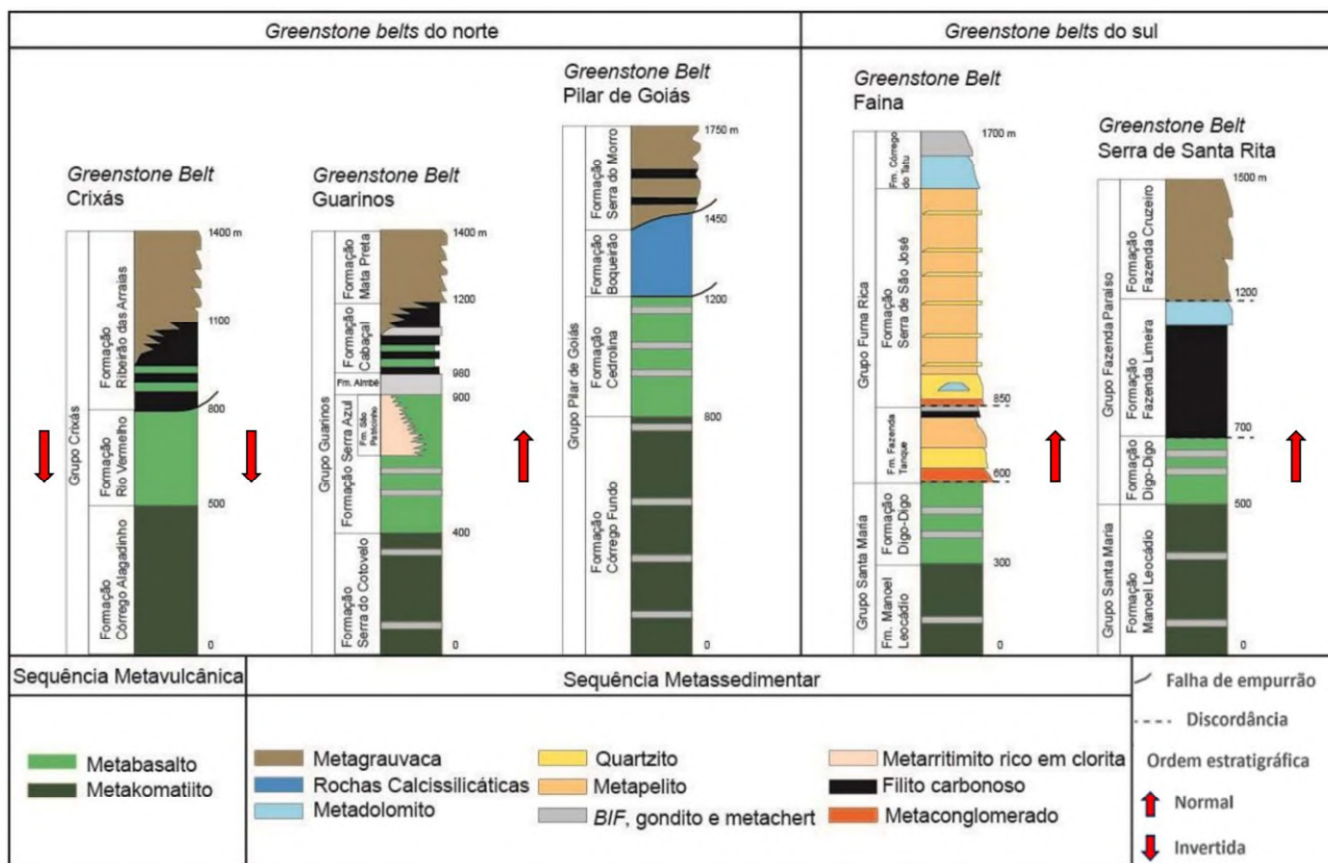 Greenstone belts do norte
Greenstone belts do sul
Greenstone Belt
Crixás
Grupo Crixás
Formação
Ribeirão das Arraias
Formação
Rio Vermelho
Formação
Córrego Alagadinho
1400 m
1100
800
500
0
Greenstone Belt
Guarinos
Grupo Guarinos
Formação
Mata Preta
Formação
Cabaçal
Fm. Aimbé
Formação Serra Azul
Fm. São
Patricinho
Formação
Serra do Cotovelo
1400 m
1200
980
900
400
0
Greenstone Belt
Pilar de Goiás
Grupo Pilar de Goiás
Formação
Serra do Morro
Formação
Boqueirão
Formação
Cedrolina
Formação
Córrego Fundo
1750 m
1450
1200
800
0
Greenstone Belt
Faina
Grupo Furna Rica
Fm. Córrego
do Tatu
Formação
Serra de São José
Fm. Fazenda
Tanque
Grupo Santa Maria
Formação
Digo-Digo
Fm. Manoel
Leocádio
1700 m
850
600
300
0
Greenstone Belt
Serra de Santa Rita
Grupo Fazenda Paraíso
Formação
Fazenda Cruzeiro
Formação
Fazenda Limeira
Formação
Digo-Digo
Grupo Santa Maria
Formação
Manoel Leocádio
1500 m
1200
700
500
0
Sequência Metavulcânica
Metabasalto
Metakomatiito
Sequência Metassedimentar
Metagrauvaca
Rochas Calcissilicáticas
Metadolomito
Quartzito
Metapelito
BIF, gondito e metachert
Metarritimito rico em clorita
Filito carbonoso
Metaconglomerado
Falha de empurrão
Discordância
Ordem estratigráfica
Normal
Invertida